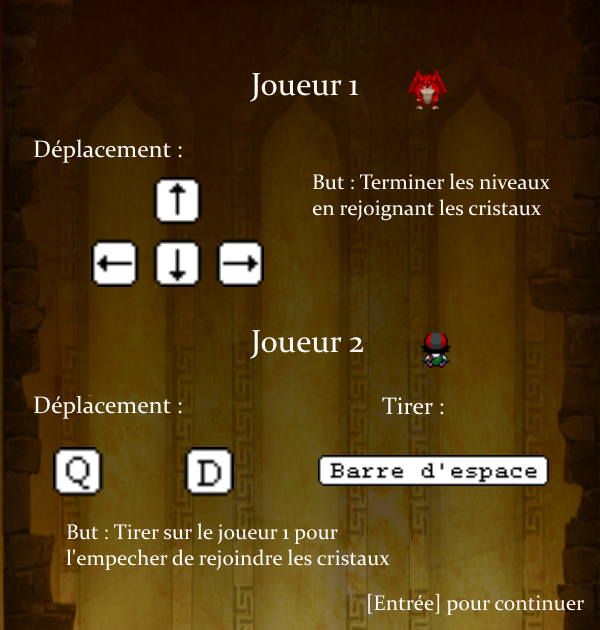 Joueur 1
Déplacement :
But : Terminer les niveaux
en rejoignant les cristaux
↑
← ↓ →
Joueur 2
Déplacement :
Tirer :
Q
D
Barre d'espace
But : Tirer sur le joueur 1 pour
l'empecher de rejoindre les cristaux
[Entrée] pour continuer